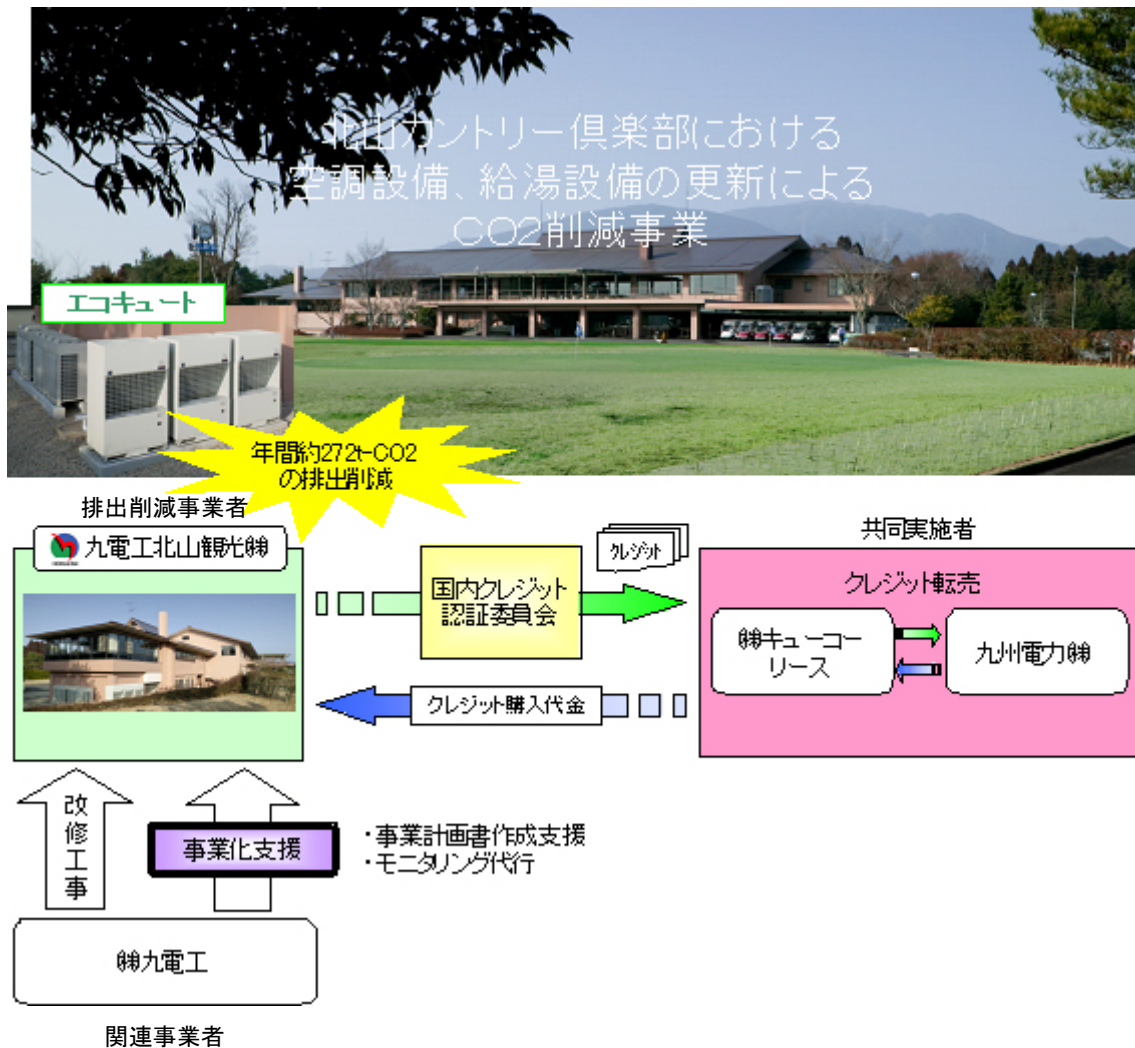 北山カントリー倶楽部における
空調設備、給湯設備の更新による
CO2削減事業
エコキュート
年間約272t-CO2
の排出削減
排出削減事業者
九電工北山観光㈱
国内クレジット
認証委員会
クレジット
共同実施者
クレジット転売
㈱キューコー
リース
九州電力㈱
クレジット購入代金
改修工事
事業化支援
・事業計画書作成支援
・モニタリング代行
㈱九電工
関連事業者